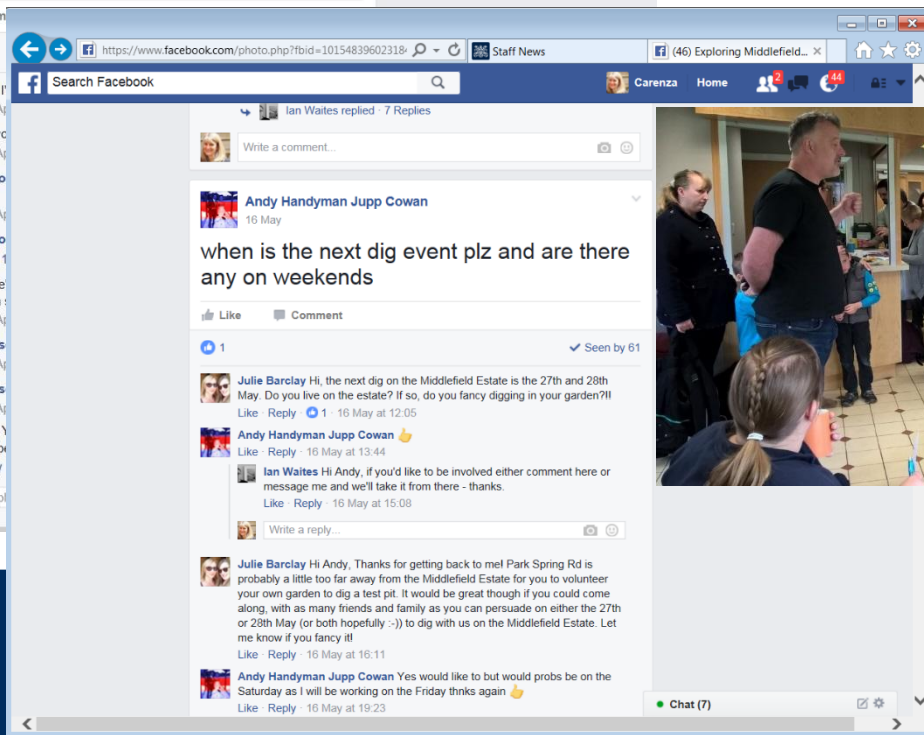 https://www.facebook.com/photo.php?fbid=10154839602318
Staff News
(46) Exploring Middlefield...
Search Facebook
Carenza Home 2 44
Ian Waites replied · 7 Replies
Write a comment...
Andy Handyman Jupp Cowan
16 May
when is the next dig event plz and are there
any on weekends
Like Comment
1 Seen by 61
Julie Barclay Hi, the next dig on the Middlefield Estate is the 27th and 28th
May. Do you live on the estate? If so, do you fancy digging in your garden?!!
Like · Reply · 1 · 16 May at 12:05
Andy Handyman Jupp Cowan
Like · Reply · 16 May at 13:44
Ian Waites Hi Andy, if you'd like to be involved either comment here or
message me and we'll take it from there - thanks.
Like · Reply · 16 May at 15:08
Write a reply...
Julie Barclay Hi Andy, Thanks for getting back to me! Park Spring Rd is
probably a little too far away from the Middlefield Estate for you to volunteer
your own garden to dig a test pit. It would be great though if you could come
along, with as many friends and family as you can persuade on either the 27th
or 28th May (or both hopefully :-)) to dig with us on the Middlefield Estate. Let
me know if you fancy it!
Like · Reply · 16 May at 16:11
Andy Handyman Jupp Cowan Yes would like to but would probs be on the
Saturday as I will be working on the Friday thnks again
Like · Reply · 16 May at 19:23
Chat (7)